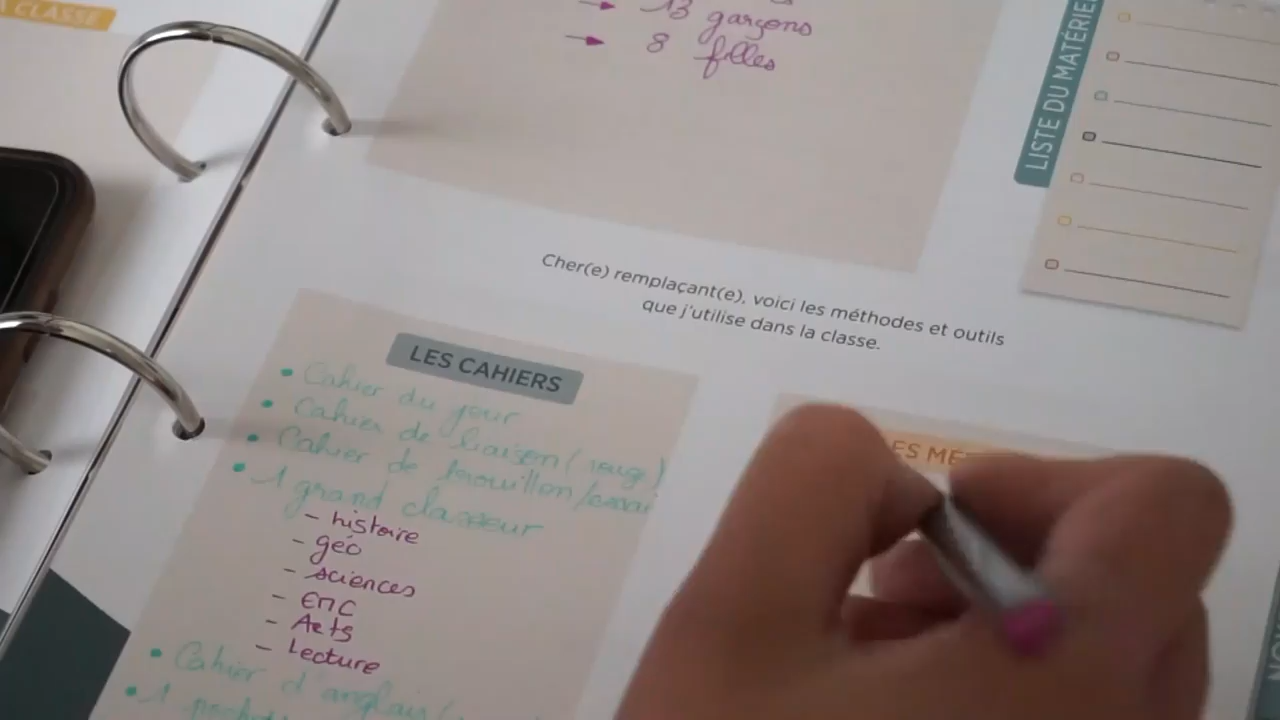 CLASSE
→ 13 garçons
→ 8 filles
LISTE DU MATÉRIEL
Cher(e) remplaçant(e), voici les méthodes et outils
que j'utilise dans la classe.
LES CAHIERS
• Cahier du jour
• Cahier de liaison (rouge)
• Cahier de brouillon/essai
• 1 grand classeur
- histoire
- géo
- sciences
- EMC
- Arts
- Lecture
• Cahier d'anglais
• 1